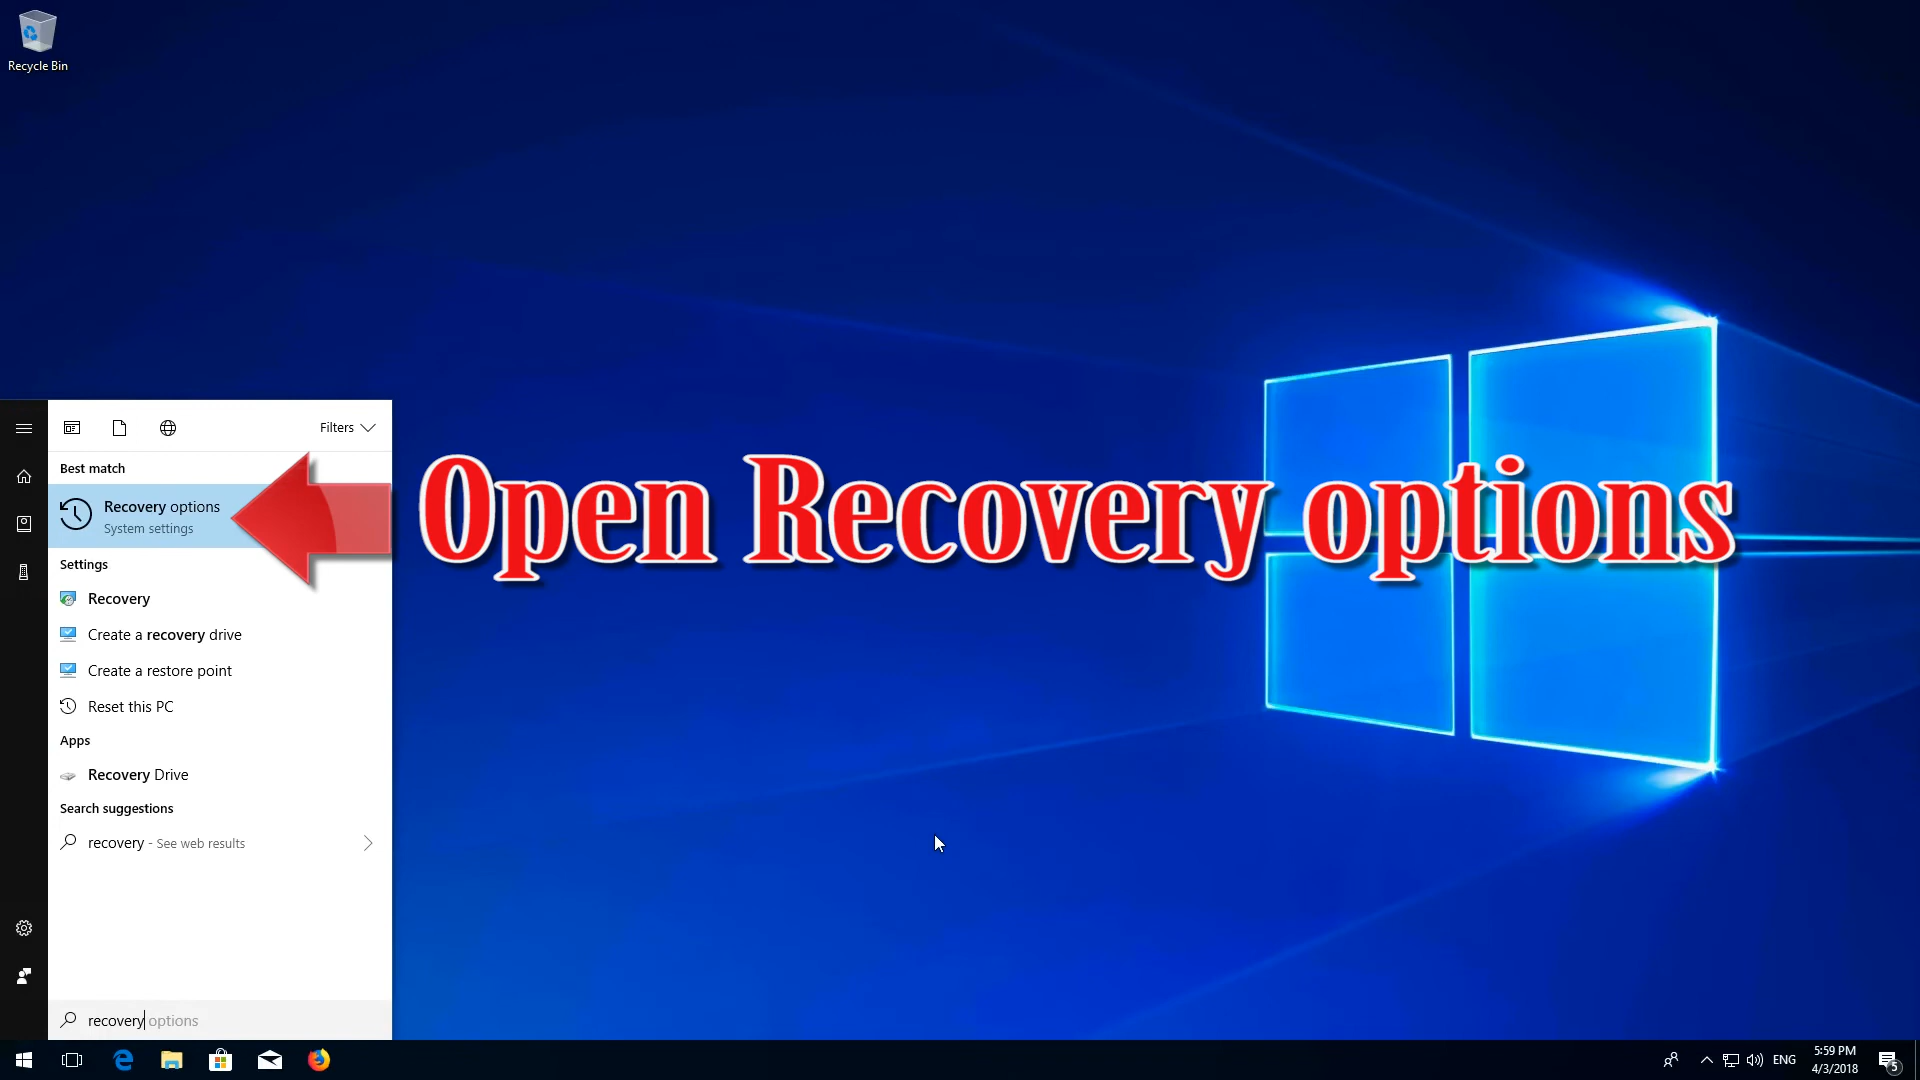 Recycle Bin
Filters
Best match
Recovery options
System settings
Open Recovery options
Settings
Recovery
Create a recovery drive
Create a restore point
Reset this PC
Apps
Recovery Drive
Search suggestions
recovery - See web results
recovery options
ENG
5:59 PM
4/3/2018
5